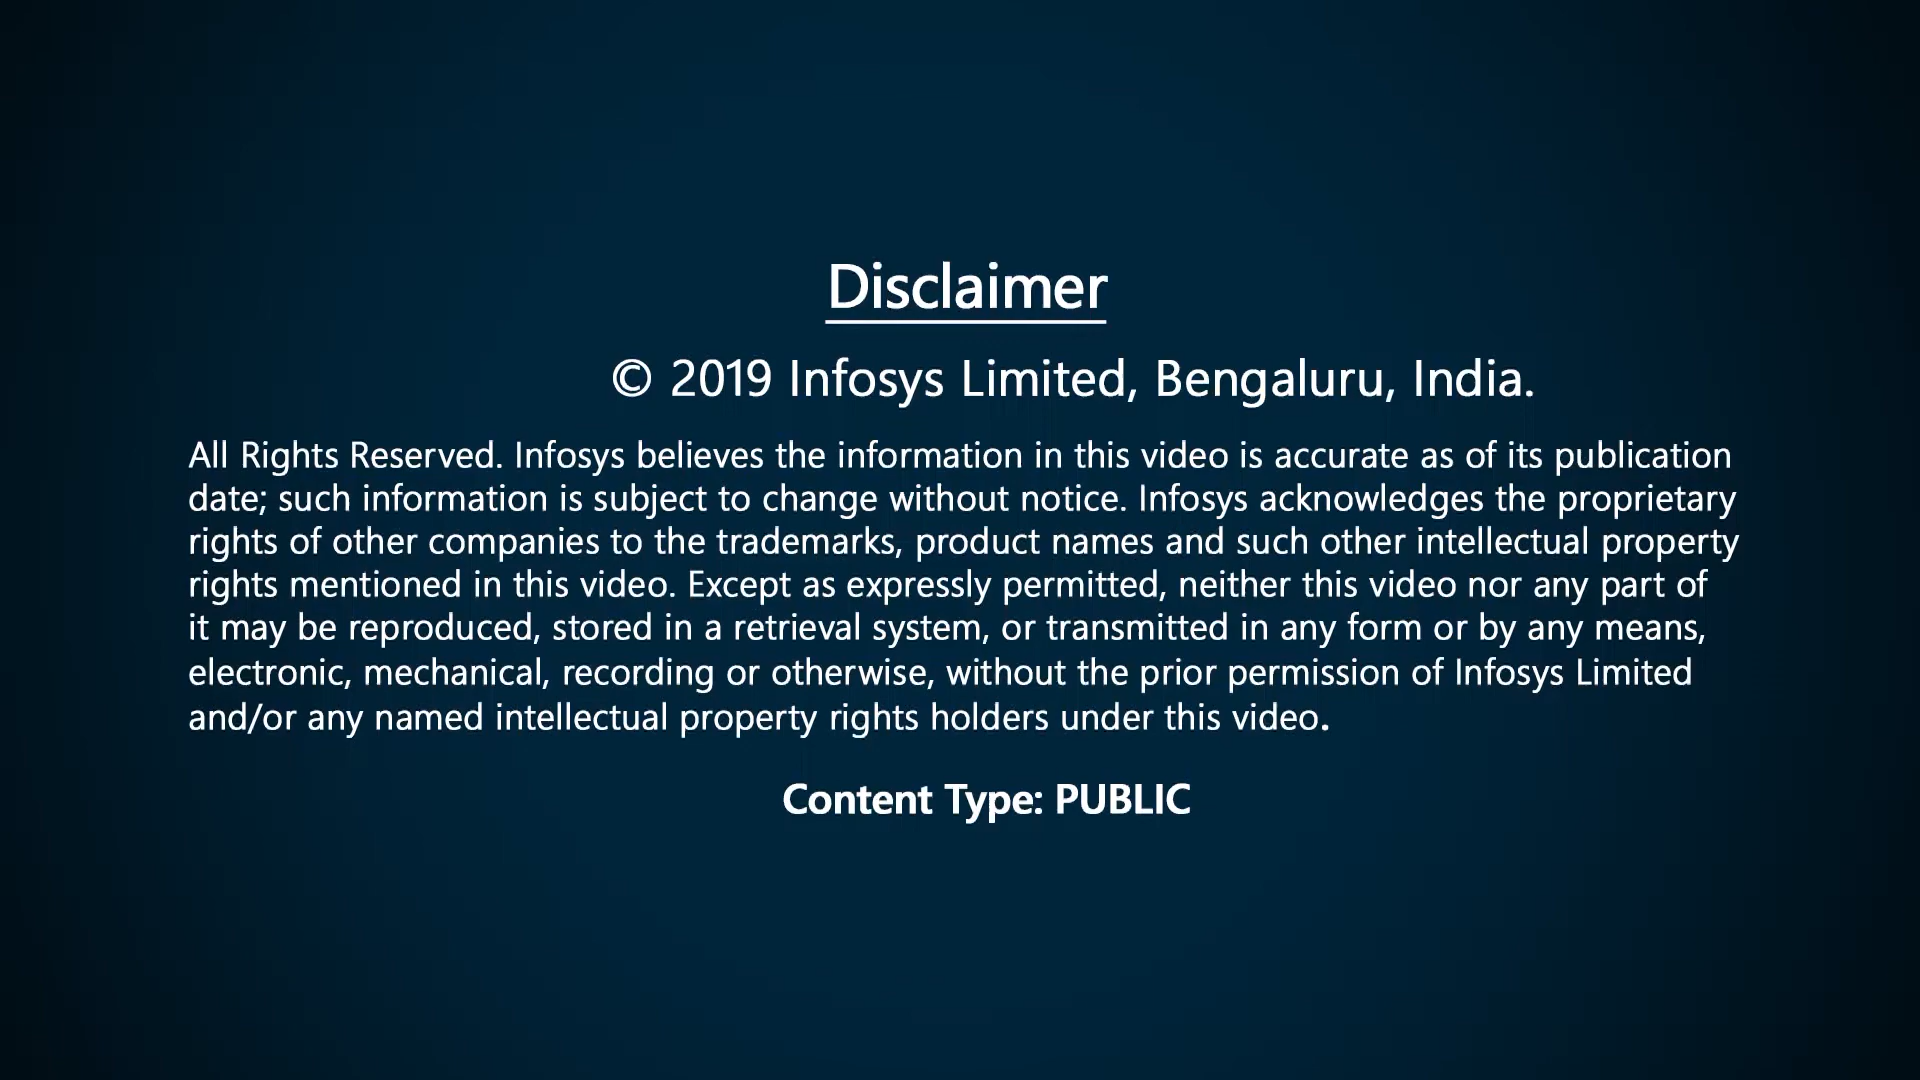 Disclaimer
© 2019 Infosys Limited, Bengaluru, India.
All Rights Reserved. Infosys believes the information in this video is accurate as of its publication
date; such information is subject to change without notice. Infosys acknowledges the proprietary
rights of other companies to the trademarks, product names and such other intellectual property
rights mentioned in this video. Except as expressly permitted, neither this video nor any part of
it may be reproduced, stored in a retrieval system, or transmitted in any form or by any means,
electronic, mechanical, recording or otherwise, without the prior permission of Infosys Limited
and/or any named intellectual property rights holders under this video.
Content Type: PUBLIC